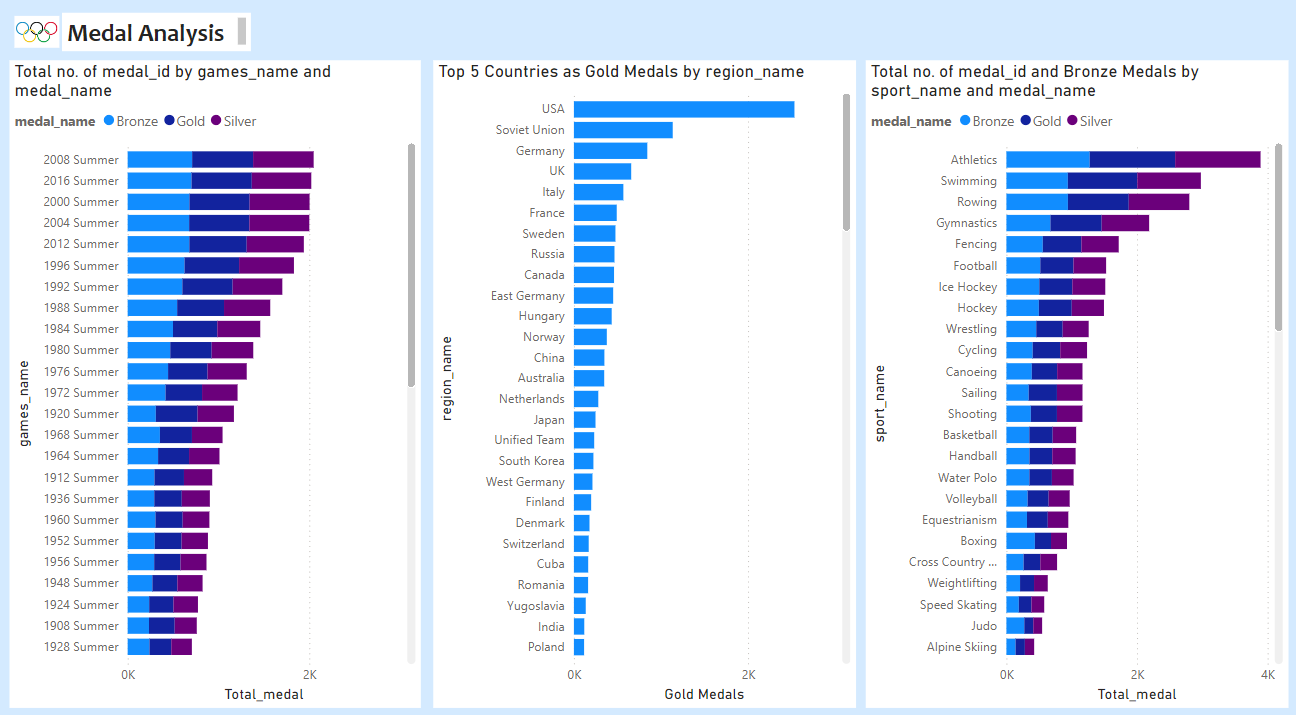 Medal Analysis
Total no. of medal_id by games_name and
medal_name
medal_name Bronze Gold Silver
games_name
2008 Summer
2016 Summer
2000 Summer
2004 Summer
2012 Summer
1996 Summer
1992 Summer
1988 Summer
1984 Summer
1980 Summer
1976 Summer
1972 Summer
1920 Summer
1968 Summer
1964 Summer
1912 Summer
1936 Summer
1960 Summer
1952 Summer
1956 Summer
1948 Summer
1924 Summer
1908 Summer
1928 Summer
0K 2K
Total_medal
Top 5 Countries as Gold Medals by region_name
region_name
USA
Soviet Union
Germany
UK
Italy
France
Sweden
Russia
Canada
East Germany
Hungary
Norway
China
Australia
Netherlands
Japan
Unified Team
South Korea
West Germany
Finland
Denmark
Switzerland
Cuba
Romania
Yugoslavia
India
Poland
0K 2K
Gold Medals
Total no. of medal_id and Bronze Medals by
sport_name and medal_name
medal_name Bronze Gold Silver
sport_name
Athletics
Swimming
Rowing
Gymnastics
Fencing
Football
Ice Hockey
Hockey
Wrestling
Cycling
Canoeing
Sailing
Shooting
Basketball
Handball
Water Polo
Volleyball
Equestrianism
Boxing
Cross Country ...
Weightlifting
Speed Skating
Judo
Alpine Skiing
0K 2K 4K
Total_medal